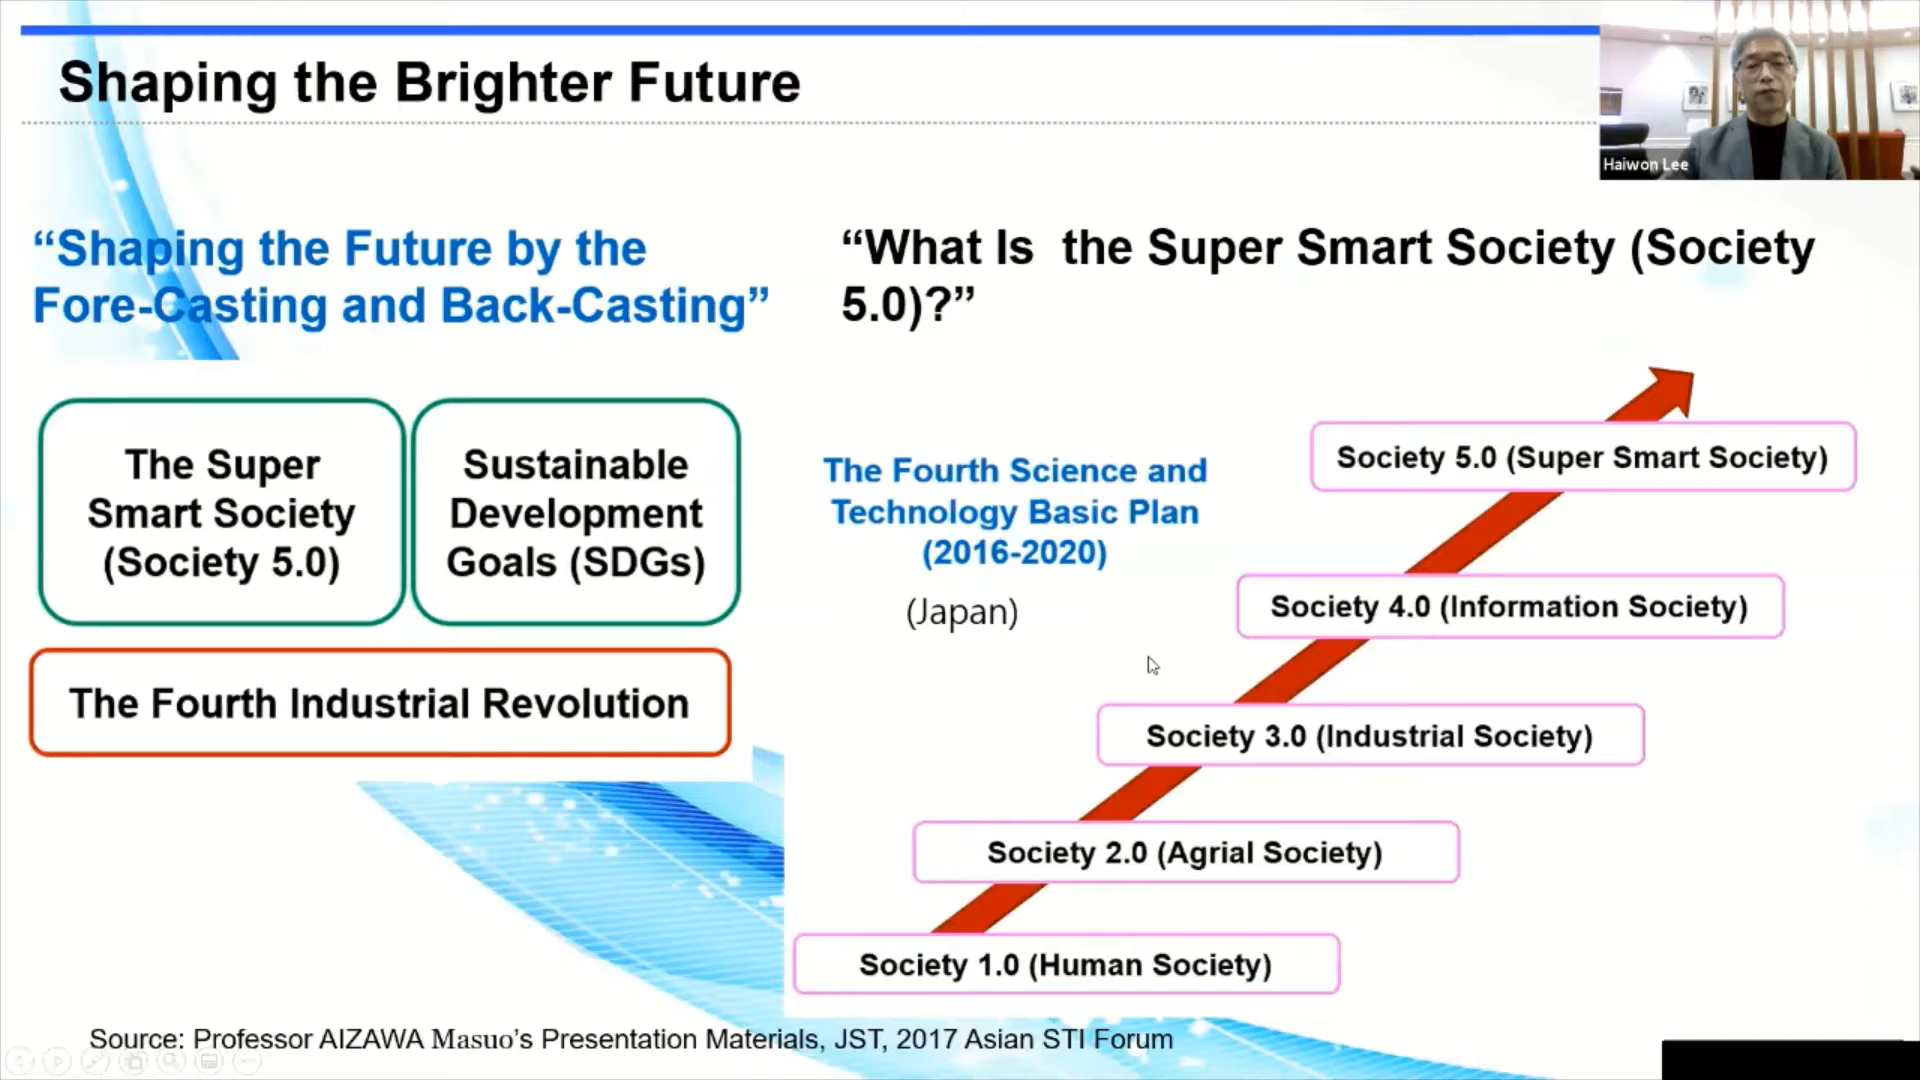 Shaping the Brighter Future
Haiwon Lee
“Shaping the Future by the
Fore-Casting and Back-Casting”
The Super
Smart Society
(Society 5.0)
Sustainable
Development
Goals (SDGs)
The Fourth Industrial Revolution
“What Is the Super Smart Society (Society
5.0)?”
The Fourth Science and
Technology Basic Plan
(2016-2020)
(Japan)
Society 5.0 (Super Smart Society)
Society 4.0 (Information Society)
Society 3.0 (Industrial Society)
Society 2.0 (Agrial Society)
Society 1.0 (Human Society)
Source: Professor AIZAWA Masuo’s Presentation Materials, JST, 2017 Asian STI Forum